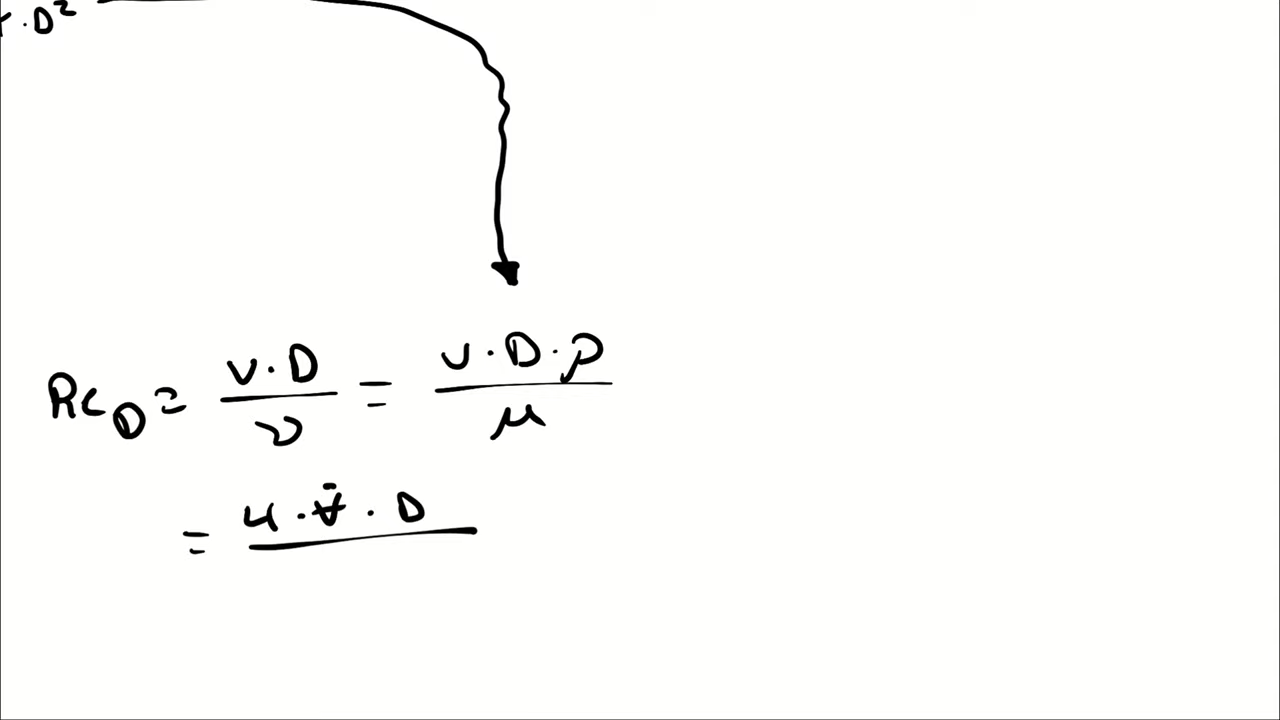 · D²
Re_D = v · D / ν = v · D · ρ / μ
= 4 · V̶̇ · D